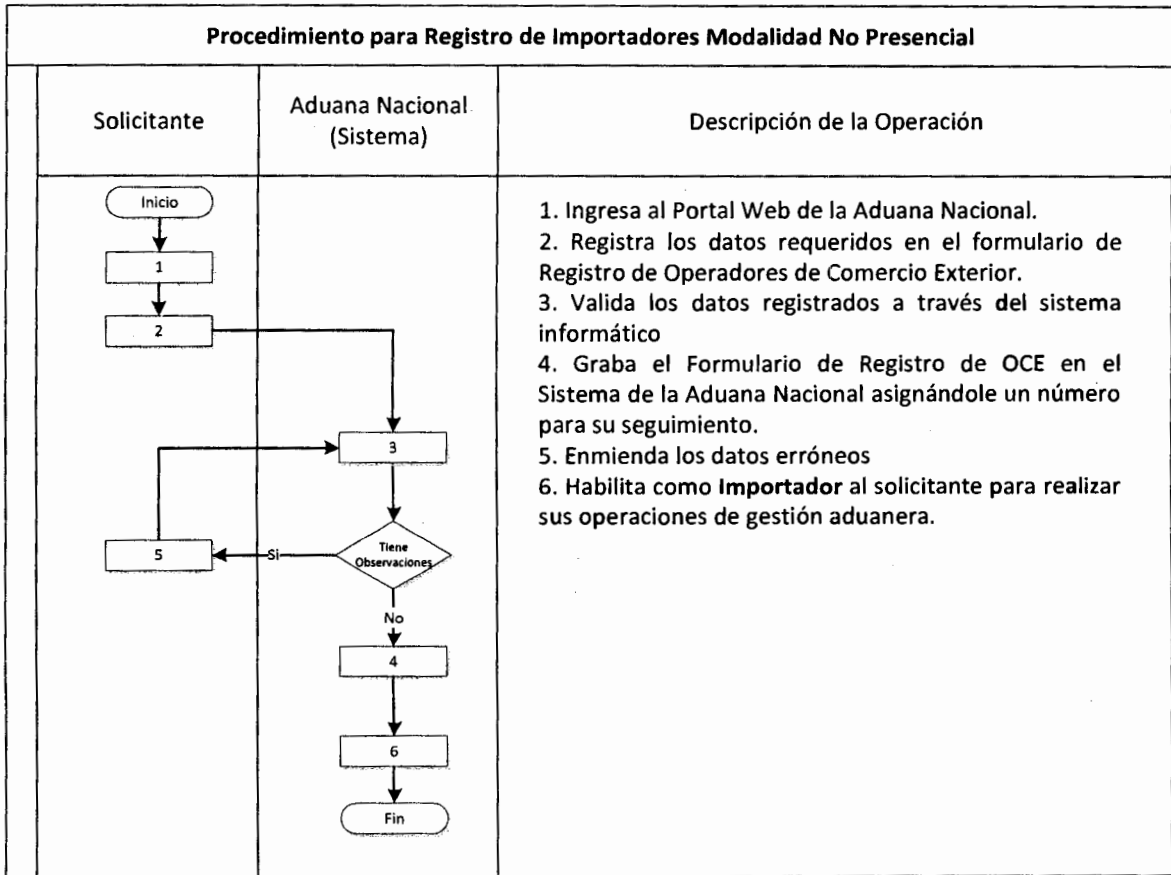 Procedimiento para Registro de Importadores Modalidad No Presencial
Solicitante
Aduana Nacional
(Sistema)
Descripción de la Operación
Inicio
1
2
3
Tiene
Observaciones
Si
5
No
4
6
Fin
1. Ingresa al Portal Web de la Aduana Nacional.
2. Registra los datos requeridos en el formulario de
Registro de Operadores de Comercio Exterior.
3. Valida los datos registrados a través del sistema
informático
4. Graba el Formulario de Registro de OCE en el
Sistema de la Aduana Nacional asignándole un número
para su seguimiento.
5. Enmienda los datos erróneos
6. Habilita como Importador al solicitante para realizar
sus operaciones de gestión aduanera.